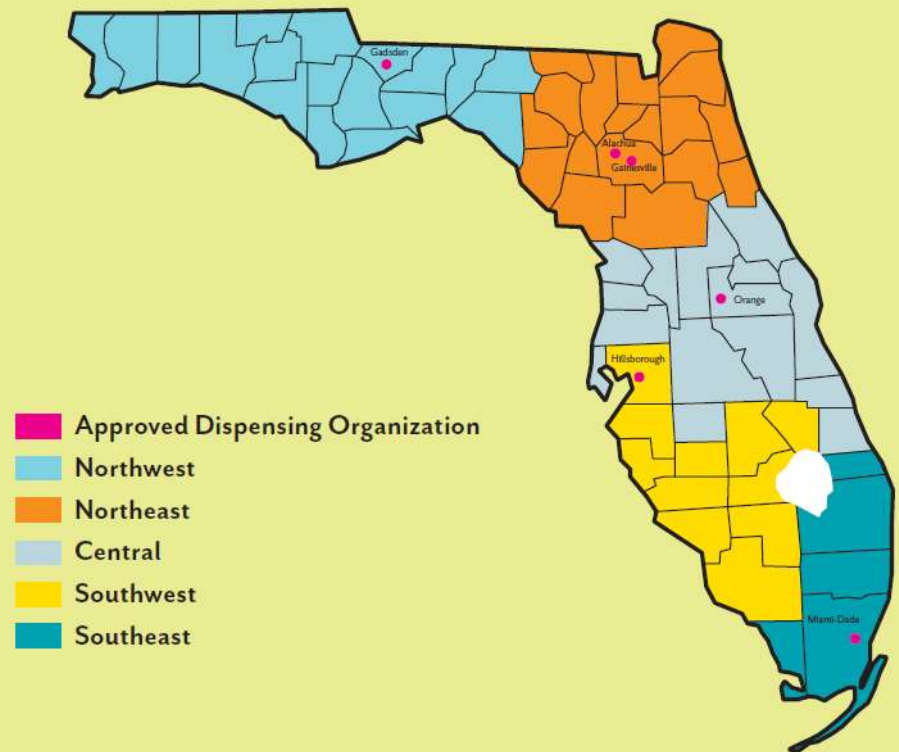 Gadsden
Alachua
Gainesville
Orange
Hillsborough
Approved Dispensing Organization
Northwest
Northeast
Central
Southwest
Southeast
Miami-Dade